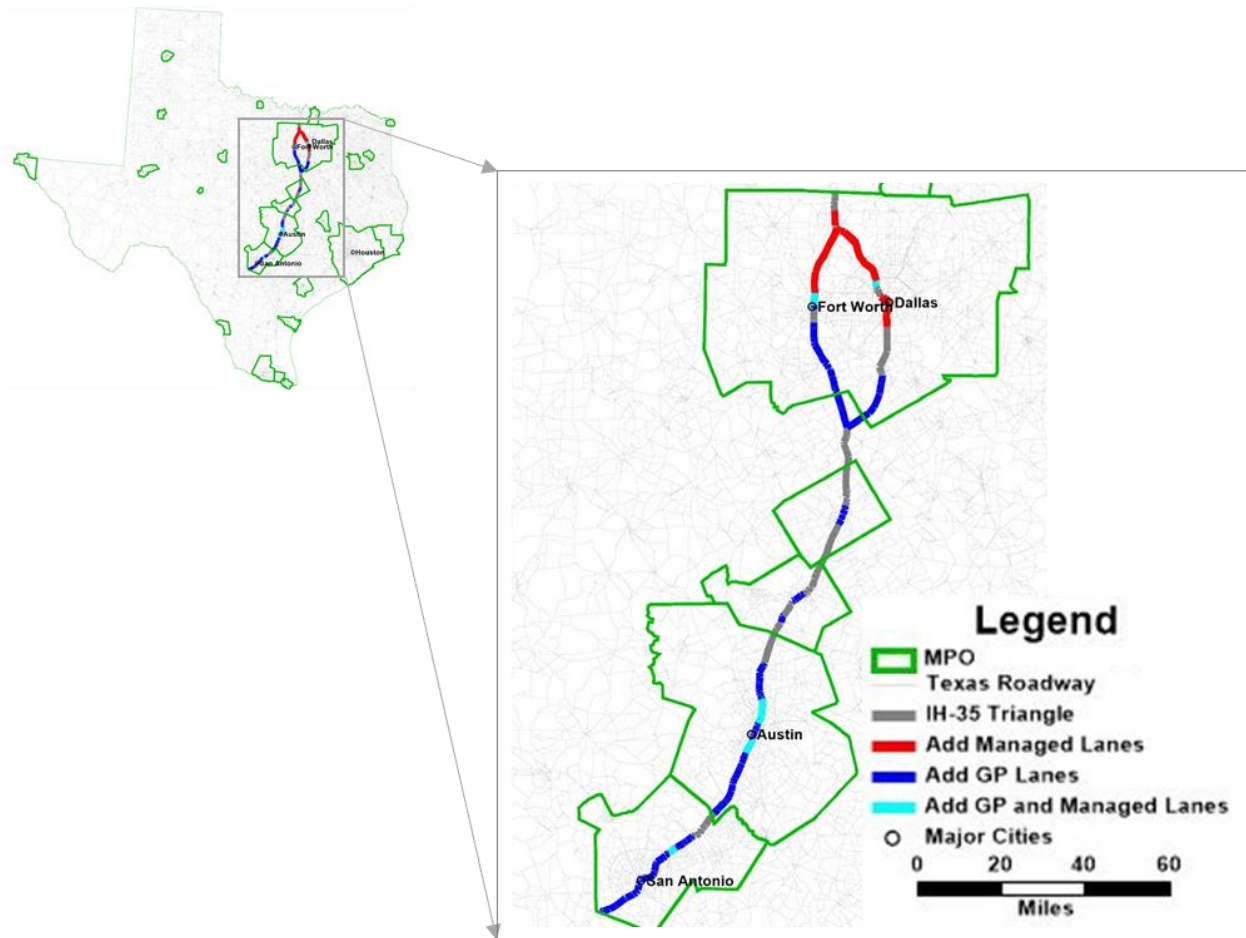 Dallas
Fort Worth
Austin
Houston
San Antonio
Fort Worth
Dallas
Austin
San Antonio
Legend
MPO
Texas Roadway
IH-35 Triangle
Add Managed Lanes
Add GP Lanes
Add GP and Managed Lanes
Major Cities
0 20 40 60
Miles